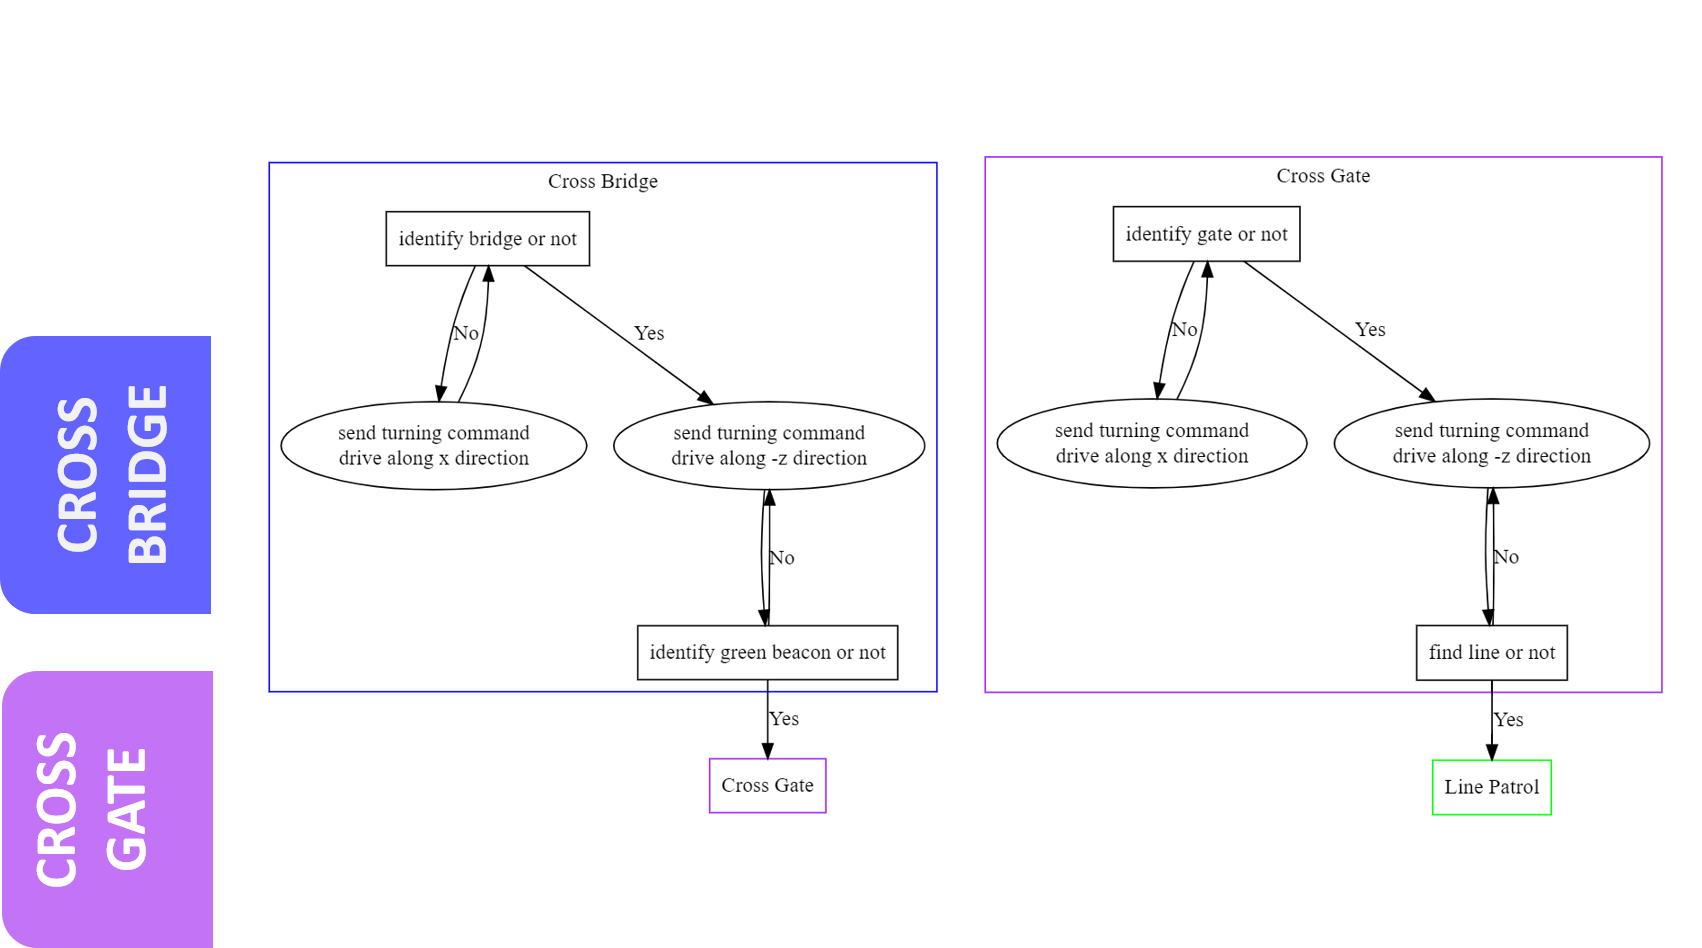 CROSS
BRIDGE
CROSS
GATE
Cross Bridge
identify bridge or not
No
Yes
send turning command
drive along x direction
send turning command
drive along -z direction
No
identify green beacon or not
Yes
Cross Gate
Cross Gate
identify gate or not
No
Yes
send turning command
drive along x direction
send turning command
drive along -z direction
No
find line or not
Yes
Line Patrol